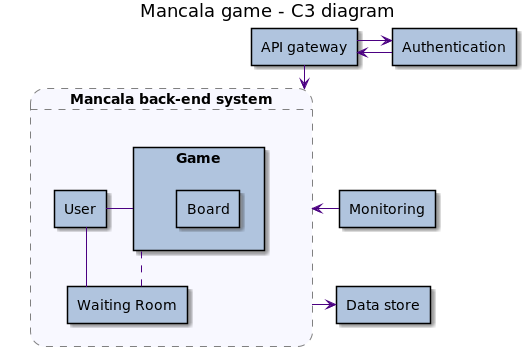 Mancala game - C3 diagram
API gateway
Authentication
Mancala back-end system
Game
User
Board
Monitoring
Waiting Room
Data store